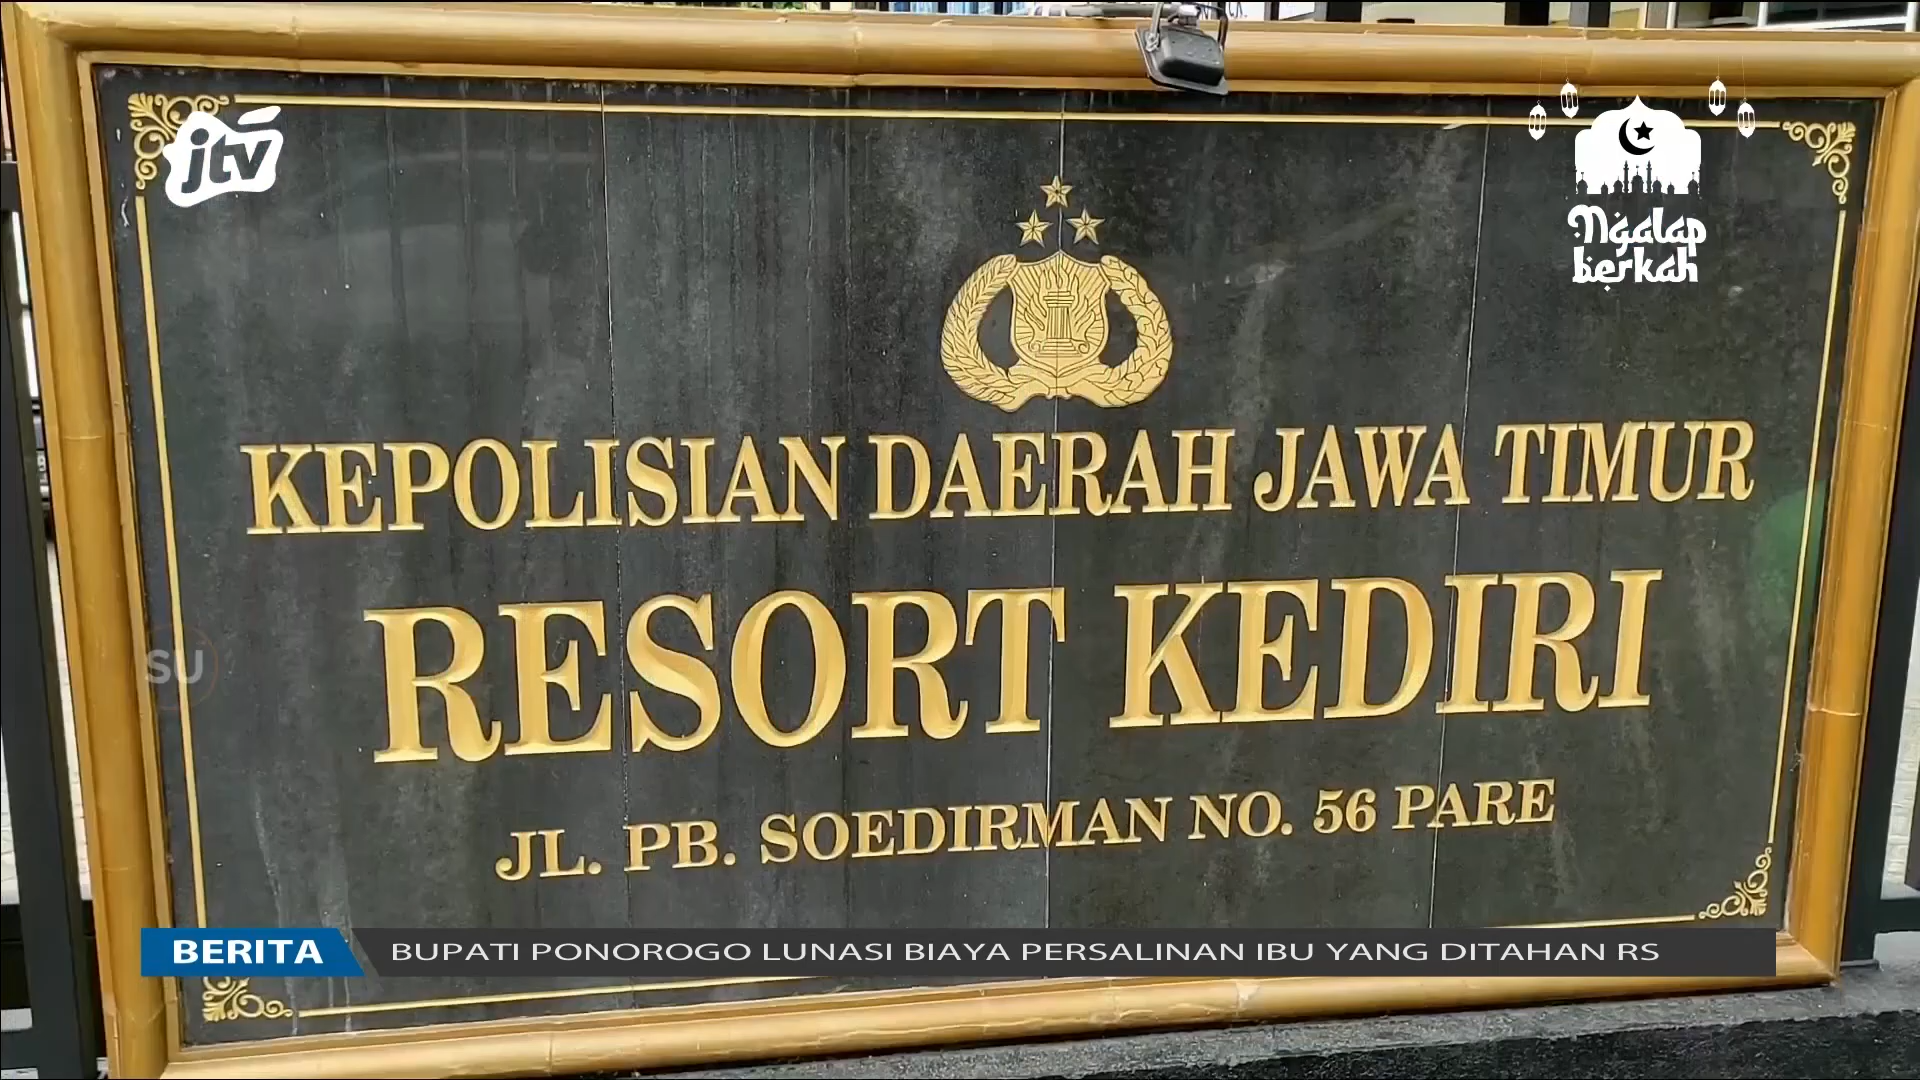 jtv
Ngalap
berkah
KEPOLISIAN DAERAH JAWA TIMUR
RESORT KEDIRI
SU
JL. PB. SOEDIRMAN NO. 56 PARE
BERITA
BUPATI PONOROGO LUNASI BIAYA PERSALINAN IBU YANG DITAHAN RS